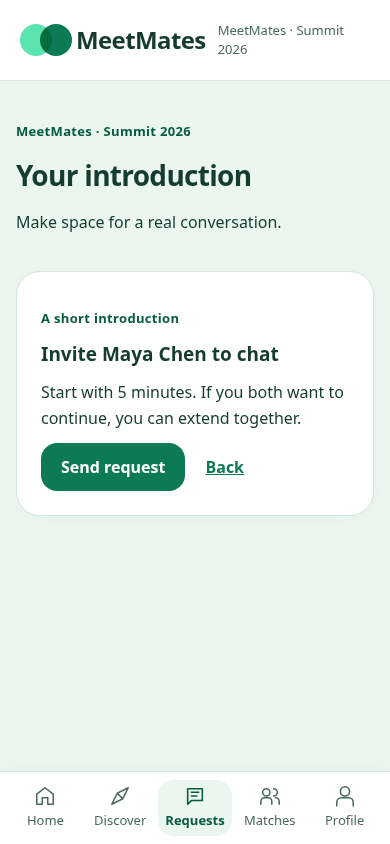 MeetMates
MeetMates · Summit
2026
MeetMates · Summit 2026
Your introduction
Make space for a real conversation.
A short introduction
Invite Maya Chen to chat
Start with 5 minutes. If you both want to
continue, you can extend together.
Send request
Back
Home
Discover
Requests
Matches
Profile